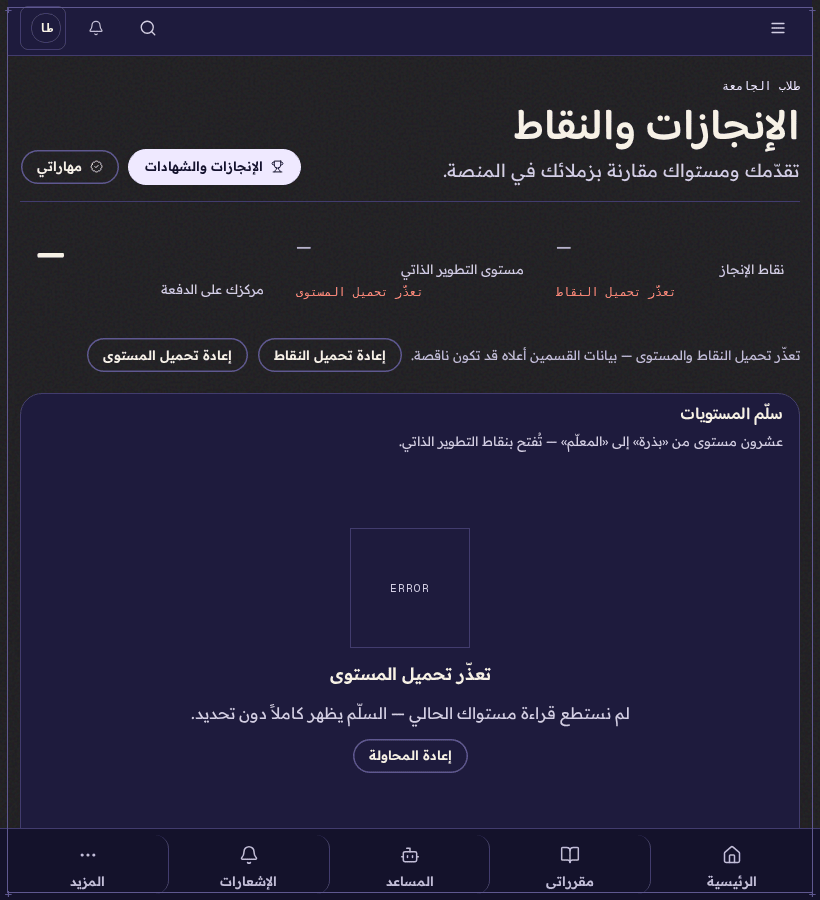 طا
طلاب الجامعة
الإنجازات والنقاط
تقدّمك ومستواك مقارنة بزملائك في المنصة.
الإنجازات والشهادات
مهاراتي
—
نقاط الإنجاز
تعذّر تحميل النقاط
—
مستوى التطوير الذاتي
تعذّر تحميل المستوى
—
مركزك على الدفعة
تعذّر تحميل النقاط والمستوى — بيانات القسمين أعلاه قد تكون ناقصة.
إعادة تحميل النقاط
إعادة تحميل المستوى
سلّم المستويات
عشرون مستوى من «بذرة» إلى «المعلّم» — تُفتح بنقاط التطوير الذاتي.
ERROR
تعذّر تحميل المستوى
لم نستطع قراءة مستواك الحالي — السلّم يظهر كاملاً دون تحديد.
إعادة المحاولة
الرئيسية
مقرراتي
المساعد
الإشعارات
المزيد